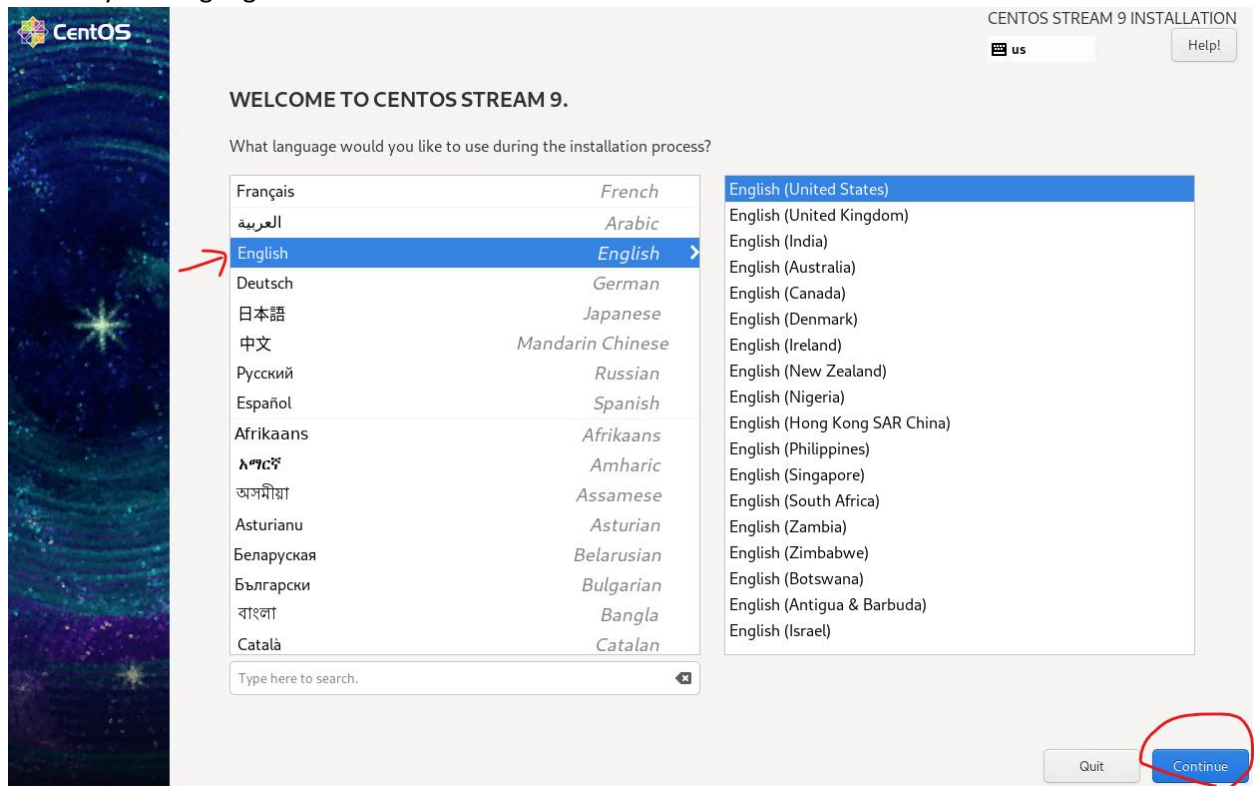 CentOS
CENTOS STREAM 9 INSTALLATION
us
Help!
WELCOME TO CENTOS STREAM 9.
What language would you like to use during the installation process?
Français French
العربية Arabic
English English
Deutsch German
日本語 Japanese
中文 Mandarin Chinese
Русский Russian
Español Spanish
Afrikaans Afrikaans
አማርኛ Amharic
অসমীয়া Assamese
Asturianu Asturian
Беларуская Belarusian
Български Bulgarian
বাংলা Bangla
Català Catalan
Type here to search.
English (United States)
English (United Kingdom)
English (India)
English (Australia)
English (Canada)
English (Denmark)
English (Ireland)
English (New Zealand)
English (Nigeria)
English (Hong Kong SAR China)
English (Philippines)
English (Singapore)
English (South Africa)
English (Zambia)
English (Zimbabwe)
English (Botswana)
English (Antigua & Barbuda)
English (Israel)
Quit
Continue